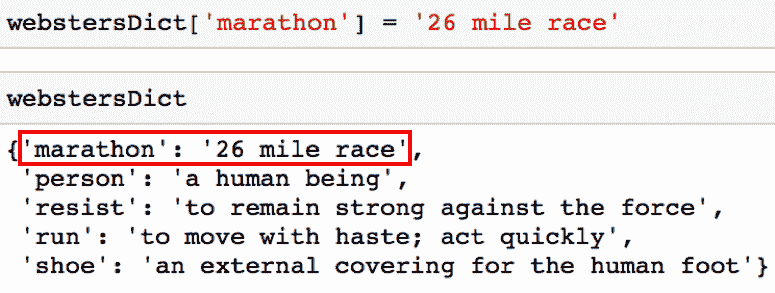 webstersDict['marathon'] = '26 mile race'
webstersDict
{'marathon': '26 mile race',
'person': 'a human being',
'resist': 'to remain strong against the force',
'run': 'to move with haste; act quickly',
'shoe': 'an external covering for the human foot'}